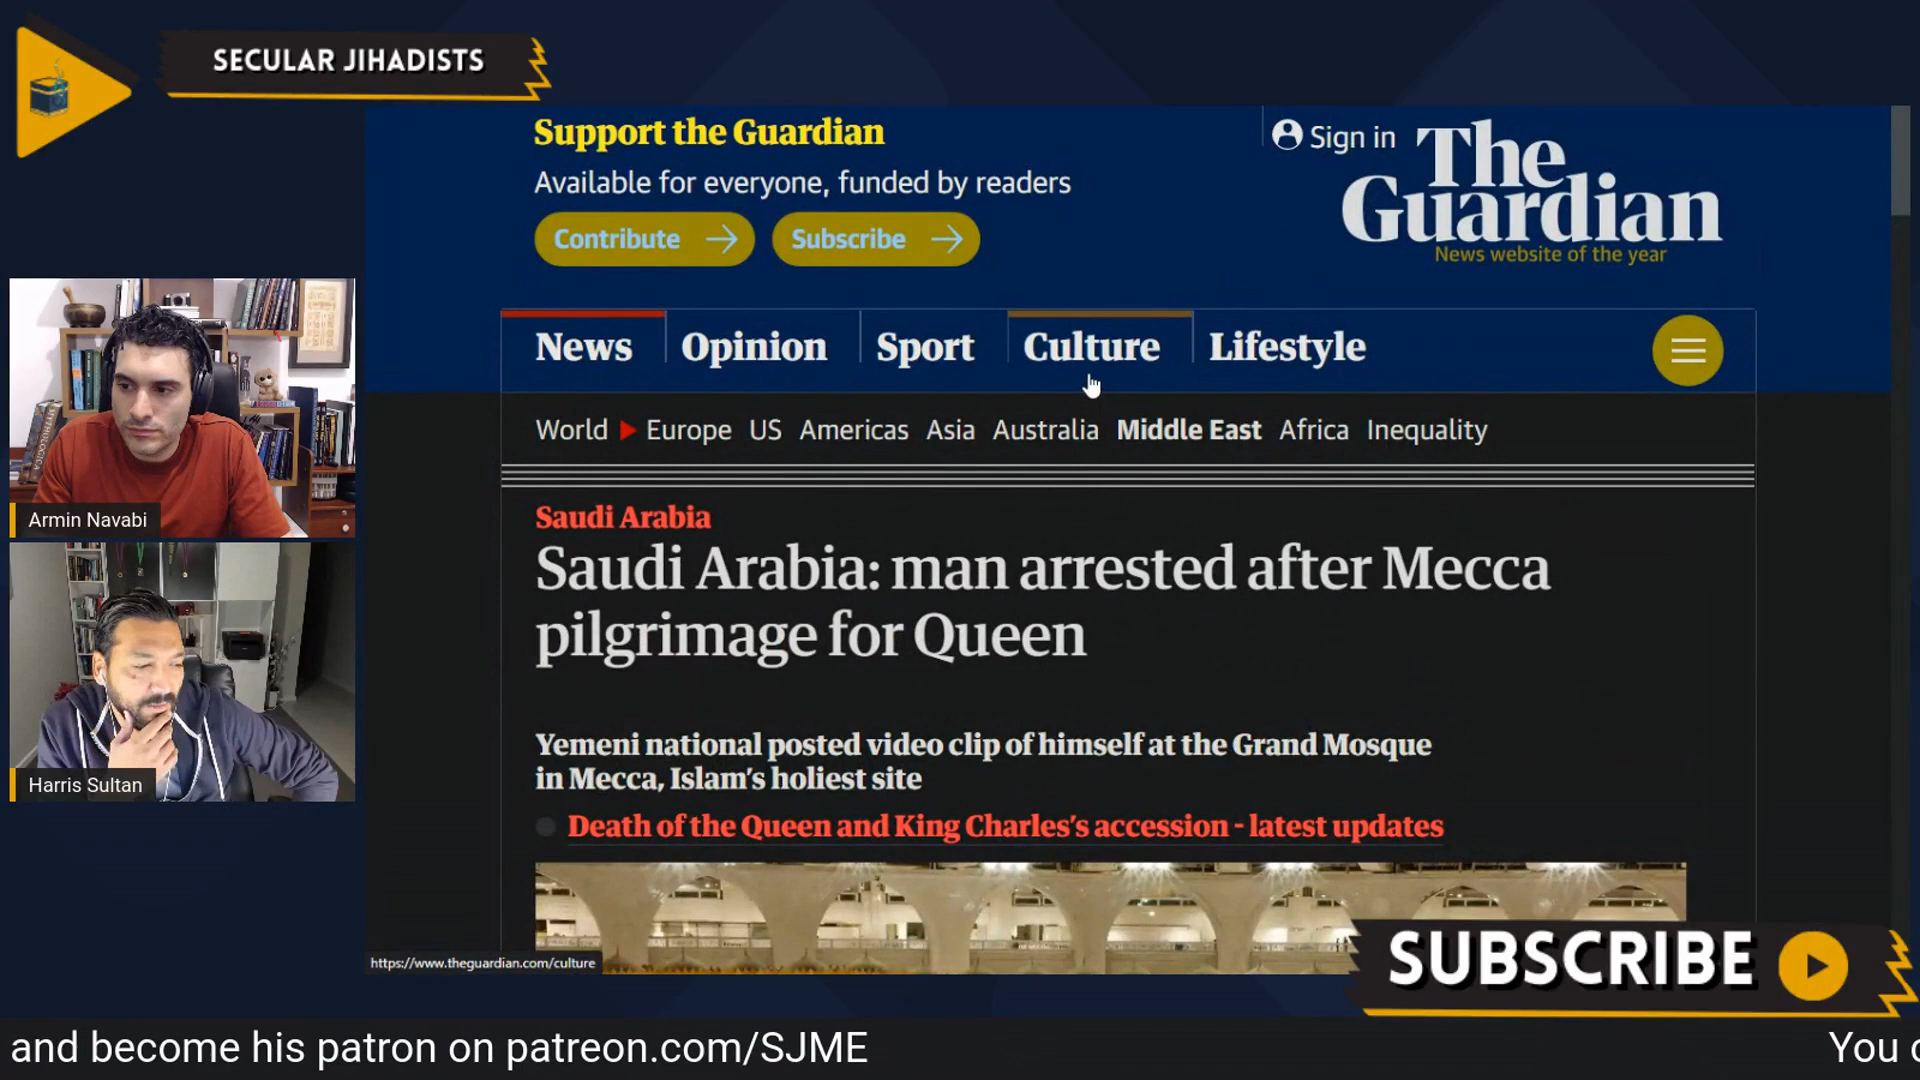 SECULAR JIHADISTS
Support the Guardian
Available for everyone, funded by readers
Contribute
Subscribe
Sign in
The
Guardian
News website of the year
News
Opinion
Sport
Culture
Lifestyle
World
Europe
US
Americas
Asia
Australia
Middle East
Africa
Inequality
Saudi Arabia
Saudi Arabia: man arrested after Mecca
pilgrimage for Queen
Yemeni national posted video clip of himself at the Grand Mosque
in Mecca, Islam's holiest site
Death of the Queen and King Charles's accession - latest updates
Armin Navabi
Harris Sultan
https://www.theguardian.com/culture
SUBSCRIBE
and become his patron on patreon.com/SJME
You